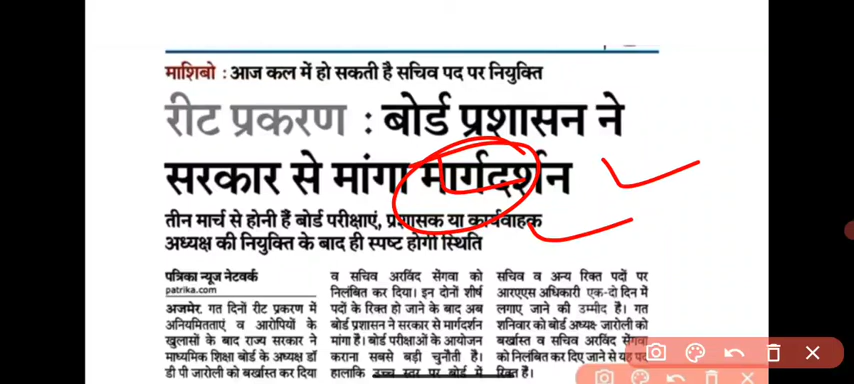 माशिबो : आज कल में हो सकती है सचिव पद पर नियुक्ति
रीट प्रकरण : बोर्ड प्रशासन ने
सरकार से मांगा मार्गदर्शन
तीन मार्च से होनी हैं बोर्ड परीक्षाएं, प्रशासक या कार्यवाहक
अध्यक्ष की नियुक्ति के बाद ही स्पष्ट होगी स्थिति
पत्रिका न्यूज नेटवर्क
patrika.com
अजमेर. गत दिनों रीट प्रकरण में
अनियमितताएं व आरोपियों के
खुलासों के बाद राज्य सरकार ने
माध्यमिक शिक्षा बोर्ड के अध्यक्ष डॉ
डी पी जारोली को बर्खास्त कर दिया
व सचिव अरविंद सेंगवा को
निलंबित कर दिया। इन दोनों शीर्ष
पदों के रिक्त हो जाने के बाद अब
बोर्ड प्रशासन ने सरकार से मार्गदर्शन
मांगा है। बोर्ड परीक्षाओं के आयोजन
कराना सबसे बड़ी चुनौती है।
हालाकि उच्च स्तर पर बोर्ड में
सचिव व अन्य रिक्त पदों पर
आरएएस अधिकारी एक-दो दिन में
लगाए जाने की उम्मीद है। गत
शनिवार को बोर्ड अध्यक्ष जारोली को
बर्खास्त व सचिव अरविंद सेंगवा
को निलंबित कर दिए जाने से यह पद
रिक्त हैं।